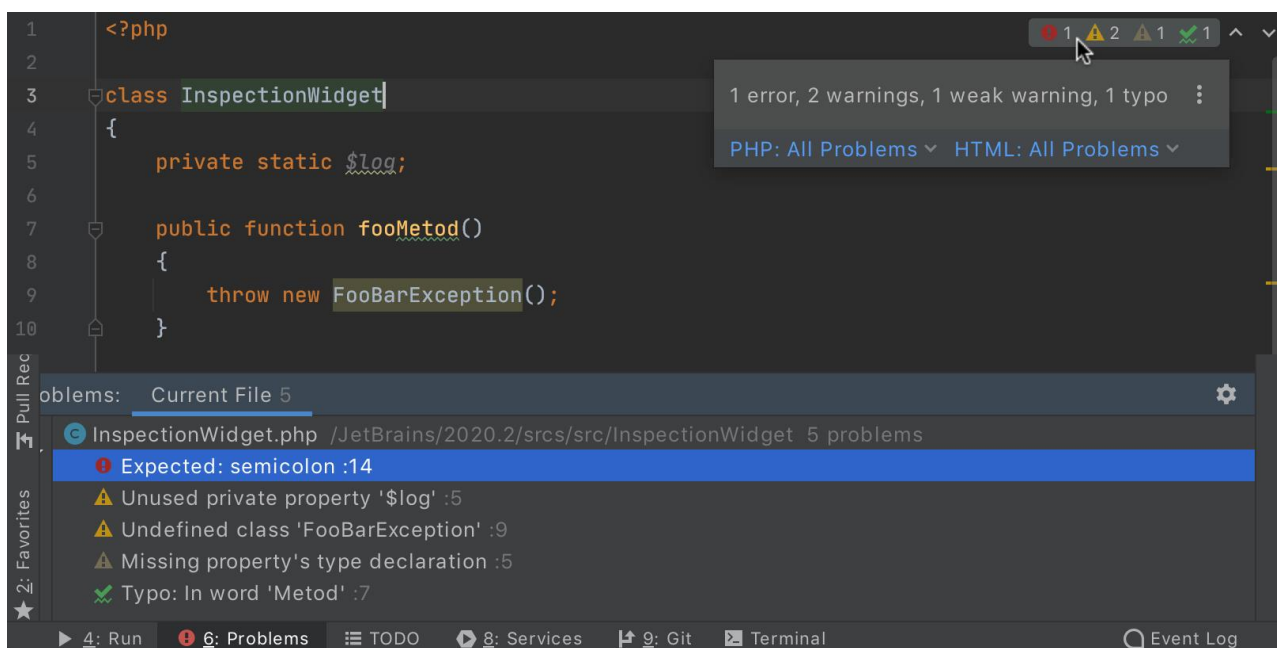 1 <?php
1 2 1 1
2
3 class InspectionWidget
1 error, 2 warnings, 1 weak warning, 1 typo
4 {
PHP: All Problems HTML: All Problems
5 private static $log;
6
7 public function fooMetod()
8 {
9 throw new FooBarException();
10 }
Pull Rec
oblems: Current File 5
InspectionWidget.php /JetBrains/2020.2/srcs/src/InspectionWidget 5 problems
Expected: semicolon :14
Unused private property '$log' :5
Undefined class 'FooBarException' :9
Missing property's type declaration :5
Typo: In word 'Metod' :7
2: Favorites
4: Run 6: Problems TODO 8: Services 9: Git Terminal Event Log